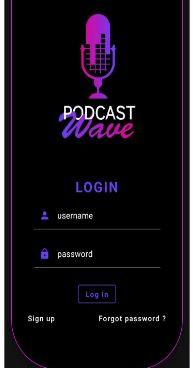 PODCAST
Wave
LOGIN
username
password
Log In
Sign up
Forgot password ?